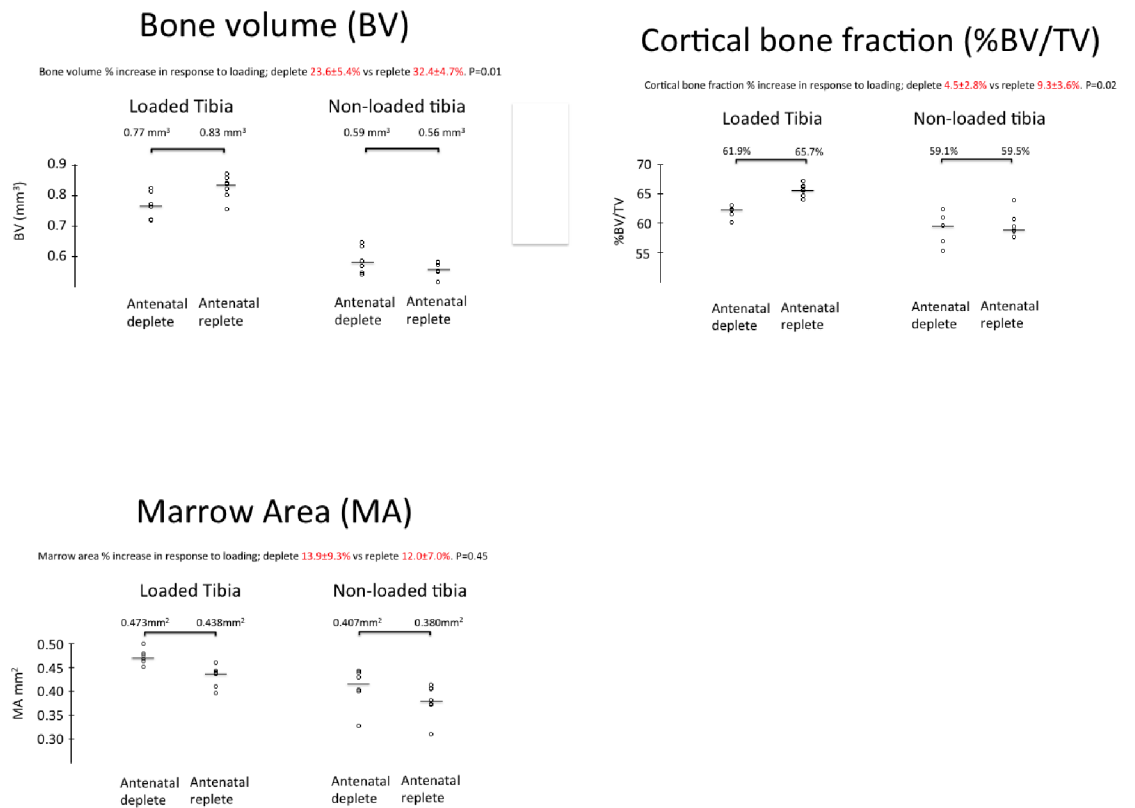 Bone volume (BV)
Bone volume % increase in response to loading; deplete 23.6±5.4% vs replete 32.4±4.7%. P=0.01
Loaded Tibia Non-loaded tibia
0.77 mm³ 0.83 mm³ 0.59 mm³ 0.56 mm³
BV (mm³)
0.9
0.8
0.7
0.6
Antenatal deplete
Antenatal replete
Antenatal deplete
Antenatal replete
Cortical bone fraction (%BV/TV)
Cortical bone fraction % increase in response to loading; deplete 4.5±2.8% vs replete 9.3±3.6%. P=0.02
Loaded Tibia Non-loaded tibia
61.9% 65.7% 59.1% 59.5%
%BV/TV
70
65
60
55
Antenatal deplete
Antenatal replete
Antenatal deplete
Antenatal replete
Marrow Area (MA)
Marrow area % increase in response to loading; deplete 13.9±9.3% vs replete 12.0±7.0%. P=0.45
Loaded Tibia Non-loaded tibia
0.473mm² 0.438mm² 0.407mm² 0.380mm²
MA mm²
0.50
0.45
0.40
0.35
0.30
Antenatal deplete
Antenatal replete
Antenatal deplete
Antenatal replete